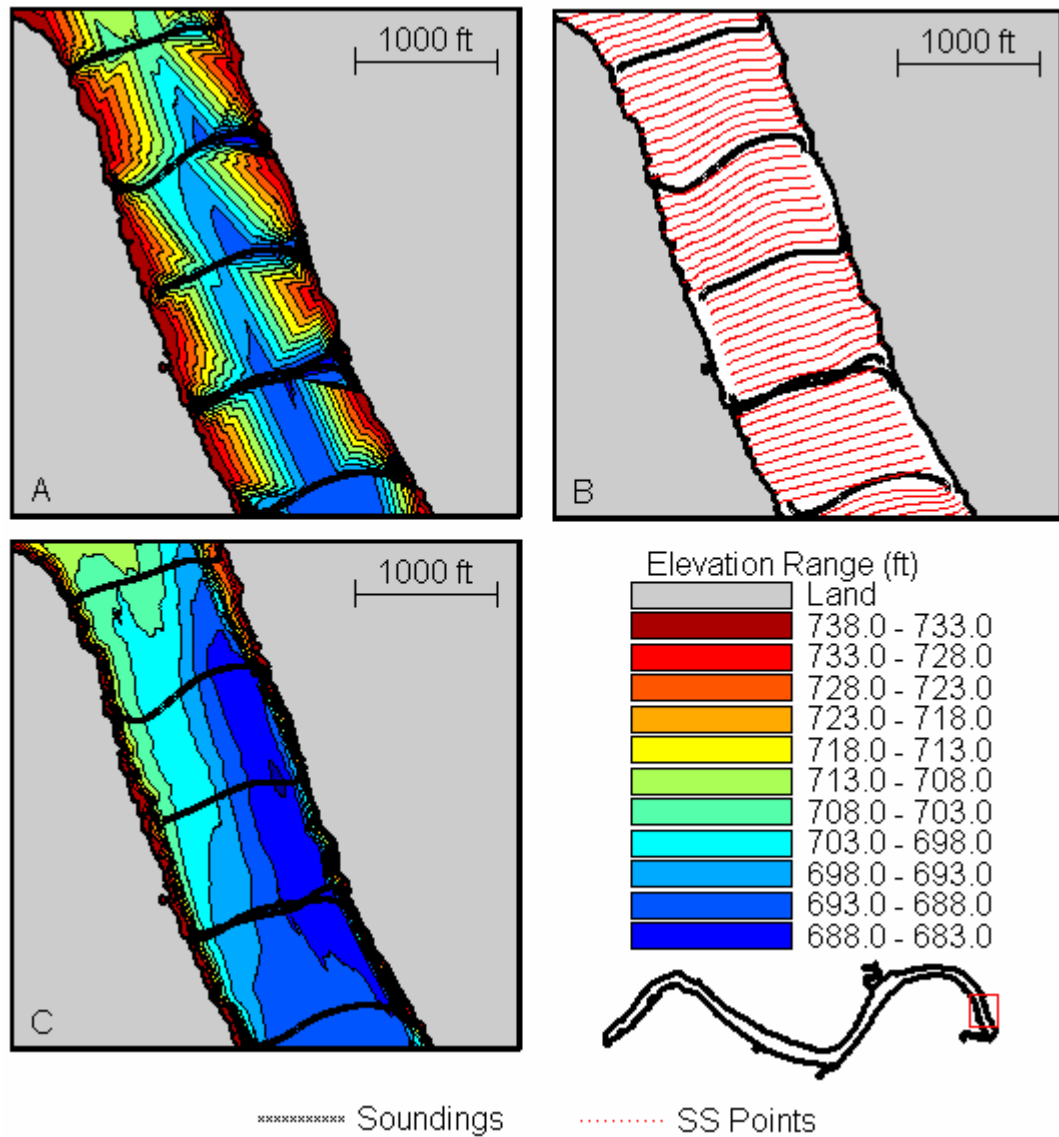 1000 ft
A
1000 ft
B
1000 ft
C
Elevation Range (ft)
Land
738.0 - 733.0
733.0 - 728.0
728.0 - 723.0
723.0 - 718.0
718.0 - 713.0
713.0 - 708.0
708.0 - 703.0
703.0 - 698.0
698.0 - 693.0
693.0 - 688.0
688.0 - 683.0
Soundings
SS Points